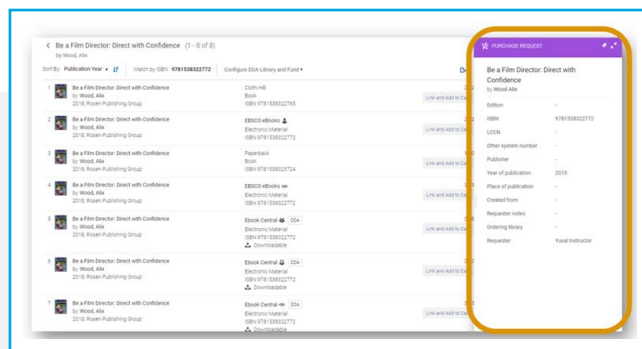 Be a Film Director: Direct with Confidence (1 - 8 of 8)
by Wood, Alix
Sort By: Publication Year Match by ISBN 9781538322772 Configure DDA Library and Fund
1 Be a Film Director: Direct with Confidence
by Wood, Alix
2018, Rosen Publishing Group
Cloth/HB
Book
ISBN 9781538322765
Link and Add to Ca
2 Be a Film Director: Direct with Confidence
by Wood, Alix
2018, Rosen Publishing Group
EBSCO eBooks
Electronic Material
ISBN 9781538322772
Link and Add to Ca
3 Be a Film Director: Direct with Confidence
by Wood, Alix
2018, Rosen Publishing Group
Paperback
Book
ISBN 9781538323724
Link and Add to Ca
4 Be a Film Director: Direct with Confidence
by Wood, Alix
2018, Rosen Publishing Group
EBSCO eBooks
Electronic Material
ISBN 9781538322772
Link and Add to Ca
5 Be a Film Director: Direct with Confidence
by Wood, Alix
2018, Rosen Publishing Group
Ebook Central DDA
Electronic Material
ISBN 9781538322772
Downloadable
Link and Add to Ca
6 Be a Film Director: Direct with Confidence
by Wood, Alix
2018, Rosen Publishing Group
Ebook Central DDA
Electronic Material
ISBN 9781538322772
Downloadable
Link and Add to Ca
7 Be a Film Director: Direct with Confidence
by Wood, Alix
2018, Rosen Publishing Group
Ebook Central DDA
Electronic Material
ISBN 9781538322772
Downloadable
Link and Add to Ca
PURCHASE REQUEST
Be a Film Director: Direct with
Confidence
by Wood Alix
Edition -
ISBN 9781538322772
LCCN -
Other system number -
Publisher -
Year of publication 2015
Place of publication -
Created from -
Requester notes -
Ordering library -
Requester Yuval Instructor